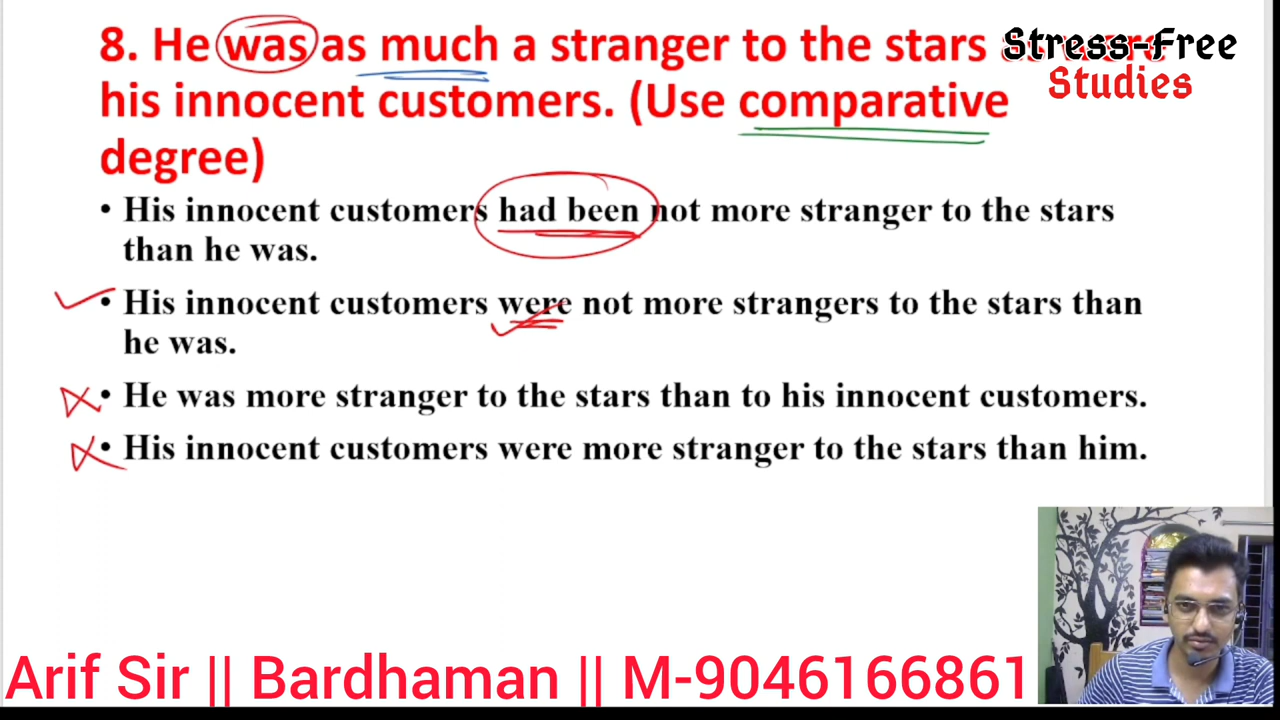 8. He was as much a stranger to the stars
Stress-Free
Studies
his innocent customers. (Use comparative
degree)
• His innocent customers had been not more stranger to the stars
than he was.
• His innocent customers were not more strangers to the stars than
he was.
• He was more stranger to the stars than to his innocent customers.
• His innocent customers were more stranger to the stars than him.
Arif Sir || Bardhaman || M-9046166861